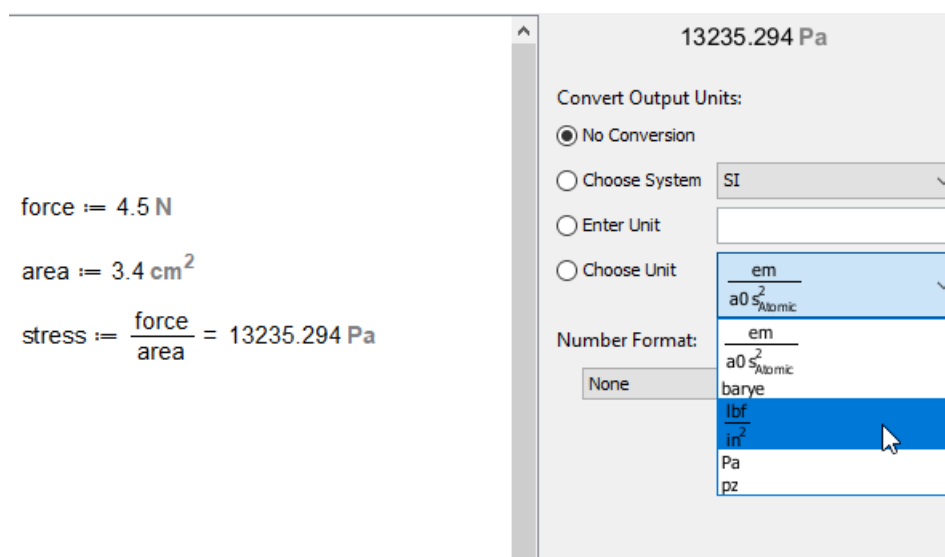 force := 4.5 N
area := 3.4 cm²
stress := force/area = 13235.294 Pa
13235.294 Pa
Convert Output Units:
No Conversion
Choose System SI
Enter Unit
Choose Unit em/a0 s²Atomic
Number Format:
None
em/a0 s²Atomic
barye
lbf/in²
Pa
pz